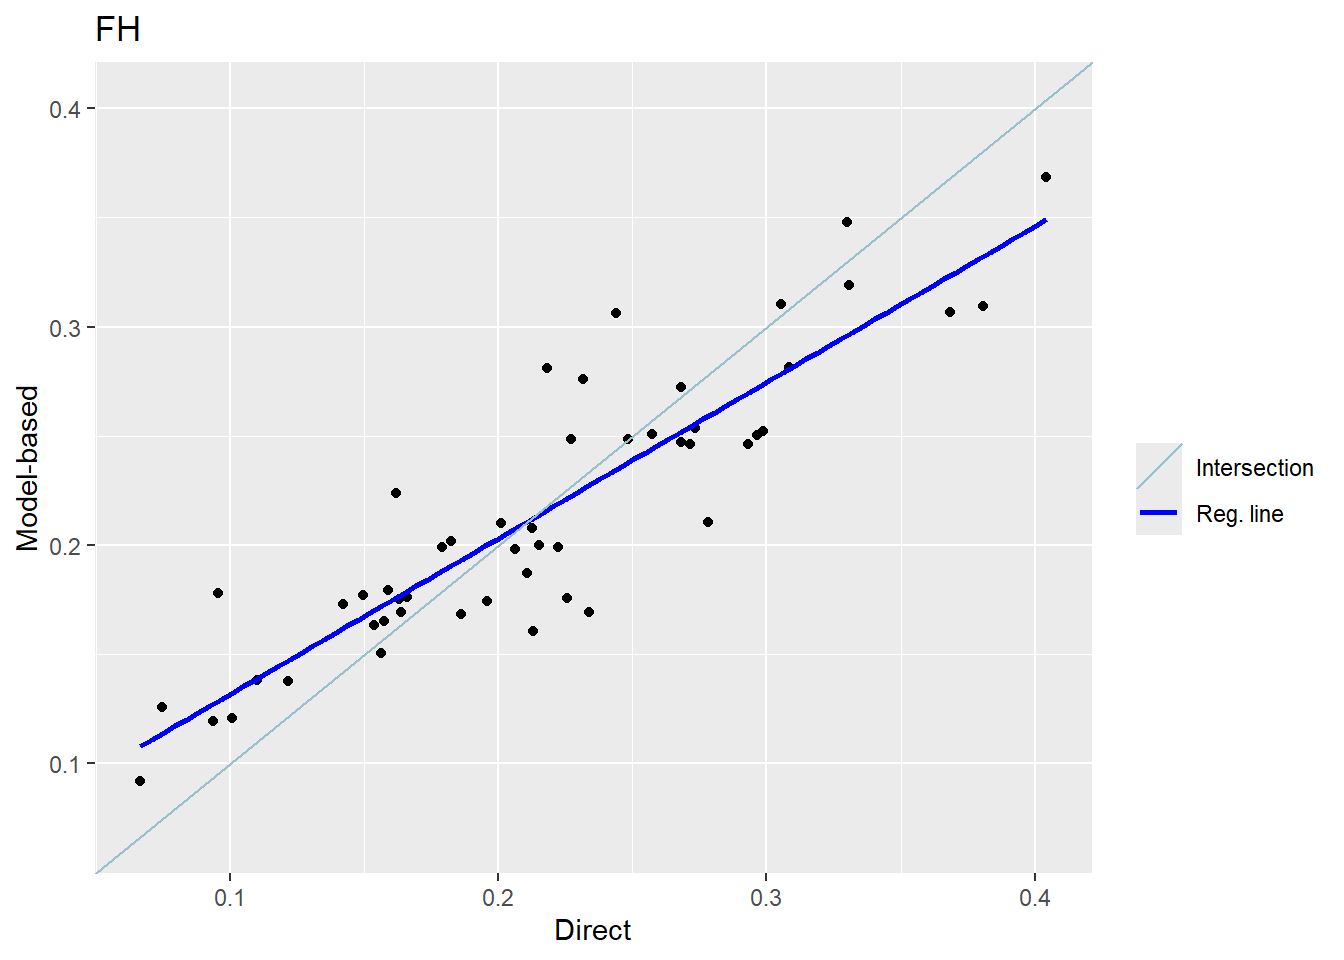 FH
0.4
0.3
0.2
0.1
Model-based
0.1 0.2 0.3 0.4
Direct
Intersection
Reg. line